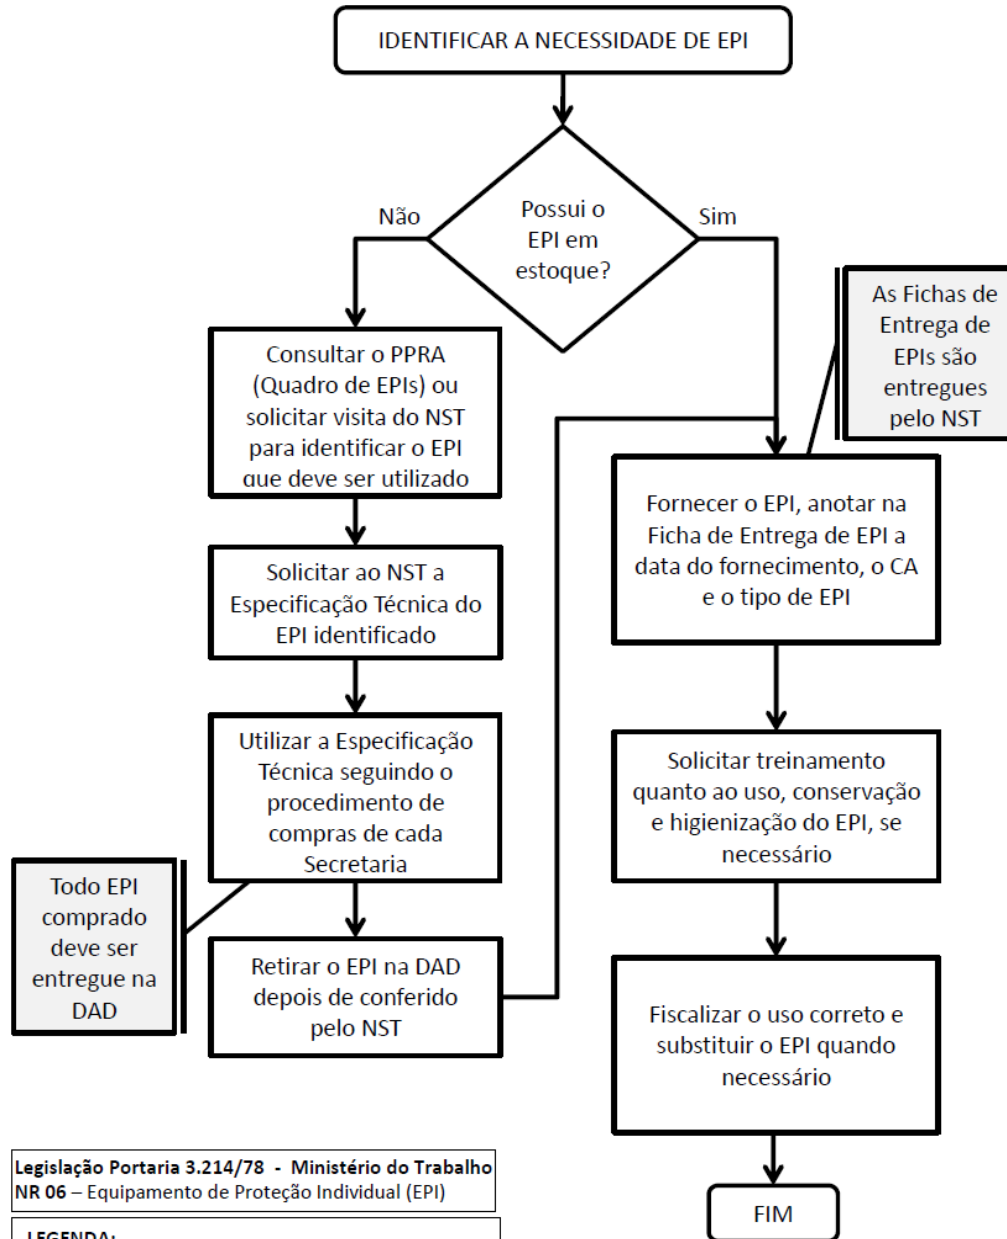 IDENTIFICAR A NECESSIDADE DE EPI
Possui o
EPI em
estoque?
Não
Sim
Consultar o PPRA
(Quadro de EPIs) ou
solicitar visita do NST
para identificar o EPI
que deve ser utilizado
Solicitar ao NST a
Especificação Técnica do
EPI identificado
Utilizar a Especificação
Técnica seguindo o
procedimento de
compras de cada
Secretaria
Todo EPI
comprado
deve ser
entregue na
DAD
Retirar o EPI na DAD
depois de conferido
pelo NST
As Fichas de
Entrega de
EPIs são
entregues
pelo NST
Fornecer o EPI, anotar na
Ficha de Entrega de EPI a
data do fornecimento, o CA
e o tipo de EPI
Solicitar treinamento
quanto ao uso, conservação
e higienização do EPI, se
necessário
Fiscalizar o uso correto e
substituir o EPI quando
necessário
FIM
Legislação Portaria 3.214/78 - Ministério do Trabalho
NR 06 – Equipamento de Proteção Individual (EPI)
LEGENDA: